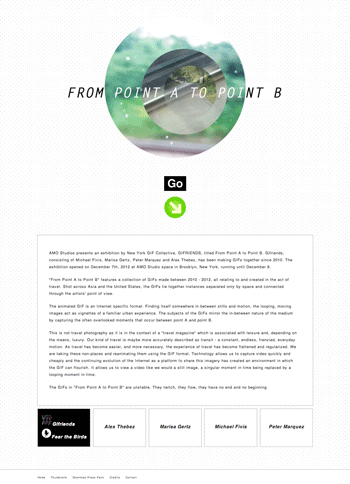 FROM POINT A TO POINT B
Go
AMO Studios presents an exhibition by New York GIF Collective, GIFRIENDS, titled From Point A to Point B. Gifriends,
consisting of Michael Fivis, Marisa Gertz, Peter Marquez and Alex Thebez, has been making GIFs together since 2010. The
exhibition opened on December 7th, 2012 at AMO Studio space in Brooklyn, New York, running until December 9.
"From Point A to Point B" features a collection of GIFs made between 2010 - 2012, all relating to and created in the act of
travel. Shot across Asia and the United States, the GIFs tie together instances separated only by space and connected
through the artists' point of view.
The animated GIF is an Internet specific format. Finding itself somewhere in between stills and motion, the looping, moving
images act as vignettes of a familiar urban experience. The subjects of the GIFs mirror the in-between nature of the medium
by capturing the often overlooked moments that occur between point A and point B.
This is not travel photography as it is in the context of a "travel magazine" which is associated with leisure and, depending on
the means, luxury. Our kind of travel is maybe more accurately described as transit - a constant, endless, frenzied, everyday
motion. As travel has become easier, and more necessary, the experience of travel has become flattened and regularized. We
are taking these non-places and reanimating them using the GIF format. Technology allows us to capture video quickly and
cheaply and the continuing evolution of the internet as a platform to share this imagery has created an environment in which
the GIF can flourish. It allows us to view a video like we would a still image, a singular moment in time being replayed by a
looping moment in time.
The GIFs in "From Point A to Point B" are unstable. They twitch, they flow, they have no end and no beginning.
Gifriends
Fear the Birds
Alex Thebez
Marisa Gertz
Michael Fivis
Peter Marquez
Home Thumbnails Download Press Pack Credits Contact